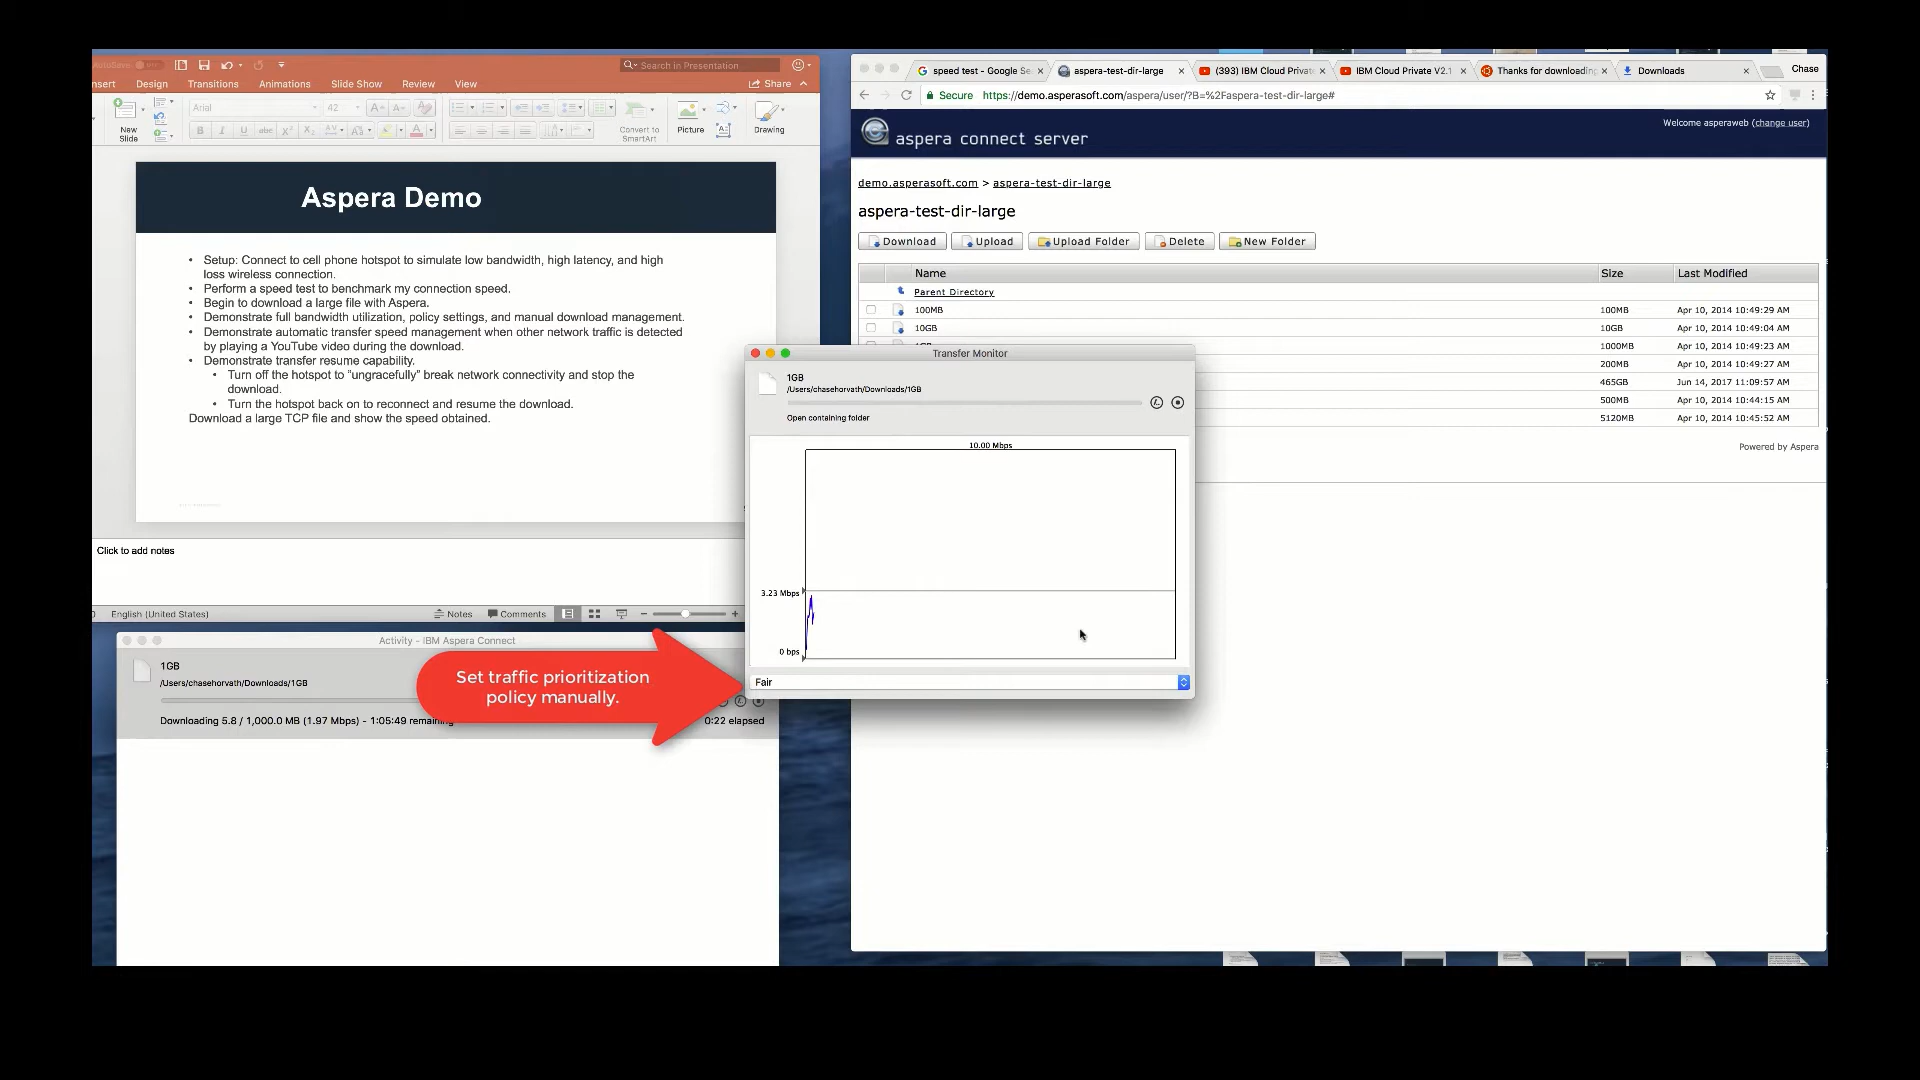 Search in Presentation
nsert Design Transitions Animations Slide Show Review View Share
Arial 42
New Slide
Convert to SmartArt
Picture
Drawing
Aspera Demo
• Setup: Connect to cell phone hotspot to simulate low bandwidth, high latency, and high
loss wireless connection.
• Perform a speed test to benchmark my connection speed.
• Begin to download a large file with Aspera.
• Demonstrate full bandwidth utilization, policy settings, and manual download management.
• Demonstrate automatic transfer speed management when other network traffic is detected
by playing a YouTube video during the download.
• Demonstrate transfer resume capability.
• Turn off the hotspot to "ungracefully" break network connectivity and stop the
download.
• Turn the hotspot back on to reconnect and resume the download.
Download a large TCP file and show the speed obtained.
Click to add notes
English (United States) Notes Comments
Activity - IBM Aspera Connect
1GB
/Users/chasehorvath/Downloads/1GB
Downloading 5.8 / 1,000.0 MB (1.97 Mbps) - 1:05:49 remaining 0:22 elapsed
Set traffic prioritization
policy manually.
Transfer Monitor
1GB
/Users/chasehorvath/Downloads/1GB
Open containing folder
10.00 Mbps
3.23 Mbps
0 bps
Fair
speed test - Google Se aspera-test-dir-large (393) IBM Cloud Private IBM Cloud Private V2.1 Thanks for downloading Downloads Chase
Secure https://demo.asperasoft.com/aspera/user/?B=%2Faspera-test-dir-large#
aspera connect server
Welcome asperaweb (change user)
demo.asperasoft.com > aspera-test-dir-large
aspera-test-dir-large
Download Upload Upload Folder Delete New Folder
Name Size Last Modified
Parent Directory
100MB 100MB Apr 10, 2014 10:49:29 AM
10GB 10GB Apr 10, 2014 10:49:04 AM
1000MB Apr 10, 2014 10:49:23 AM
200MB Apr 10, 2014 10:49:27 AM
465GB Jun 14, 2017 11:09:57 AM
500MB Apr 10, 2014 10:44:15 AM
5120MB Apr 10, 2014 10:45:52 AM
Powered by Aspera